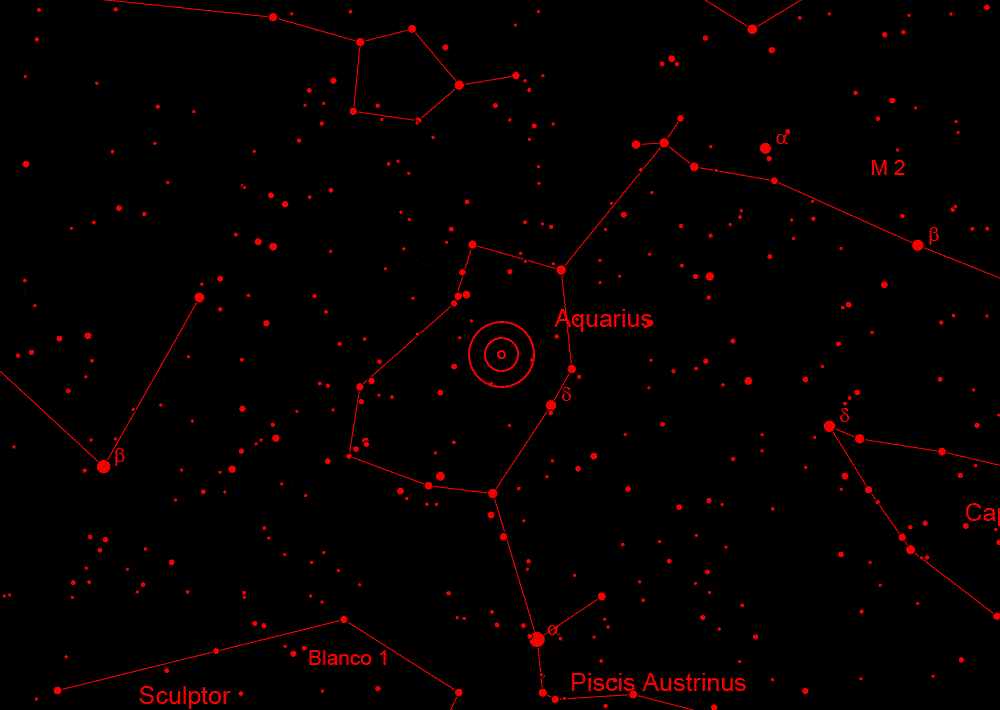 α
M 2
β
Aquarius
δ
δ
β
Cap
α
Blanco 1
Piscis Austrinus
Sculptor